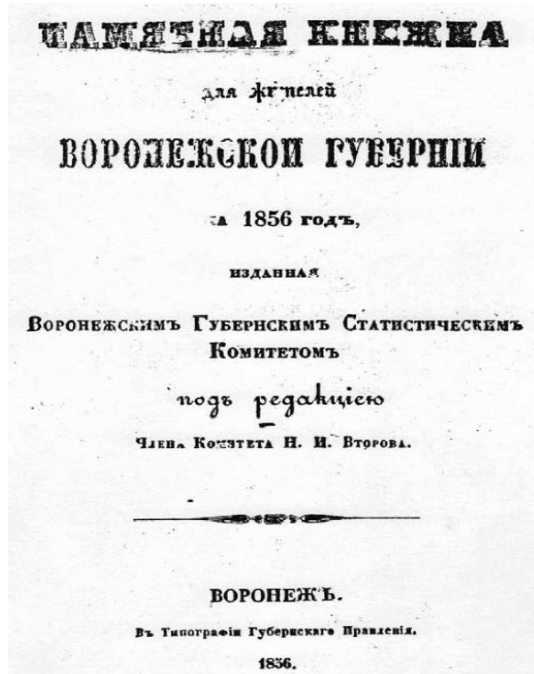 ПАМЯТНАЯ КНИЖКА
для жителей
ВОРОНЕЖСКОЙ ГУБЕРНІИ
на 1856 годъ,
изданная
Воронежскимъ Губернскимъ Статистическимъ
Комитетомъ
подъ редакціею
Члена Комитета Н. И. Второва.
ВОРОНЕЖЪ.
Въ Типографіи Губернскаго Правленія.
1856.